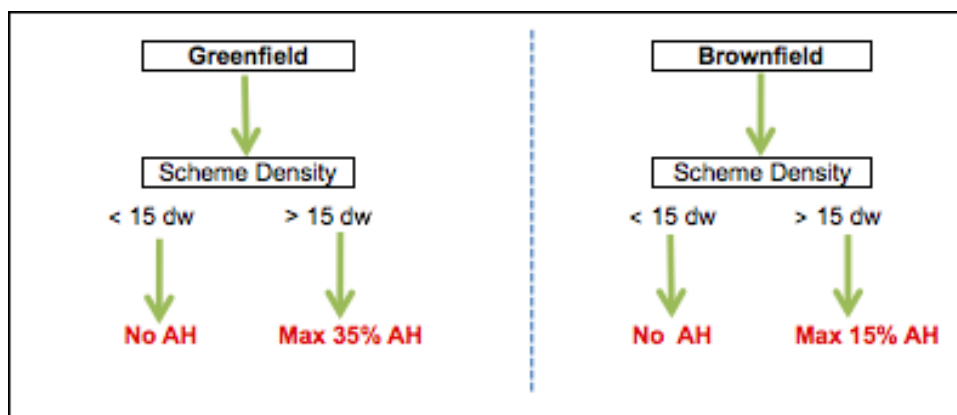 Greenfield
Scheme Density
< 15 dw
> 15 dw
No AH
Max 35% AH
Brownfield
Scheme Density
< 15 dw
> 15 dw
No AH
Max 15% AH